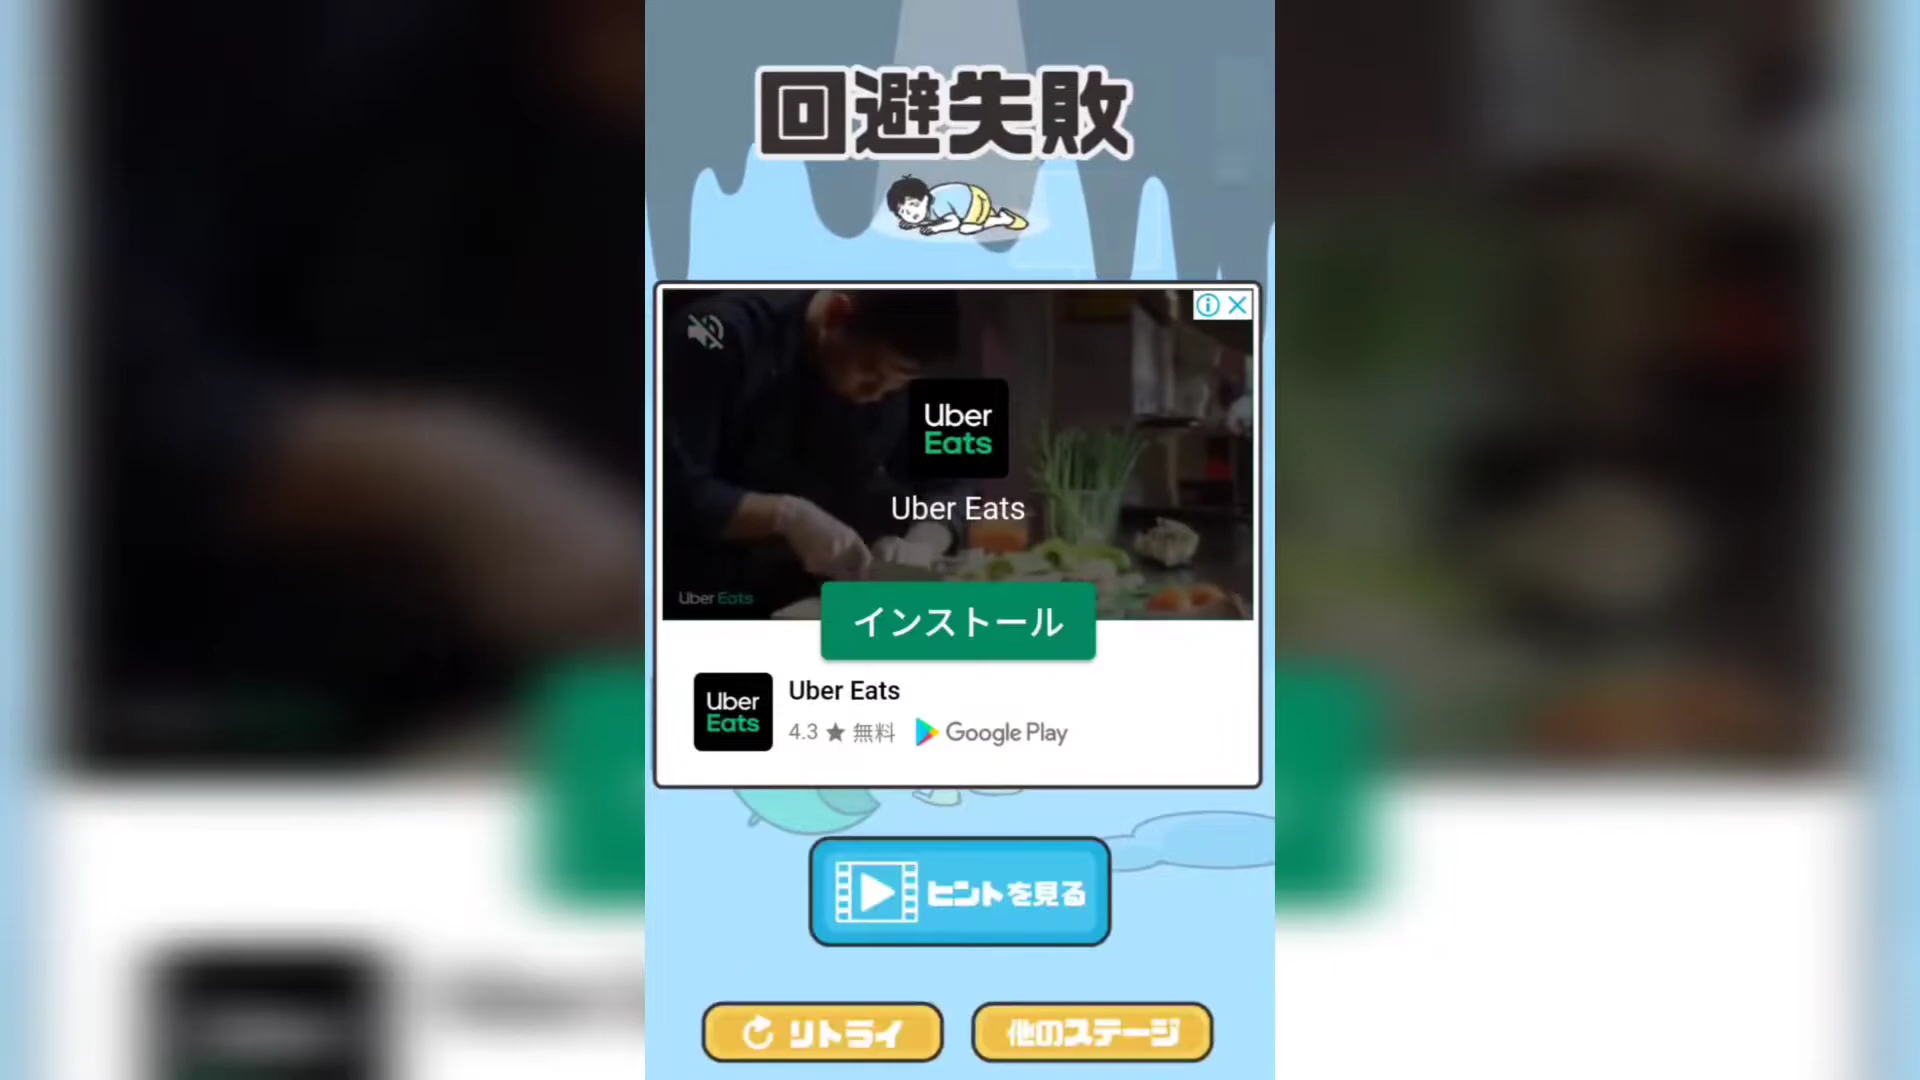 回避失敗
Uber
Eats
Uber Eats
Uber Eats
インストール
Uber
Eats
Uber Eats
4.3 ★ 無料 Google Play
ヒントを見る
リトライ
他のステージ